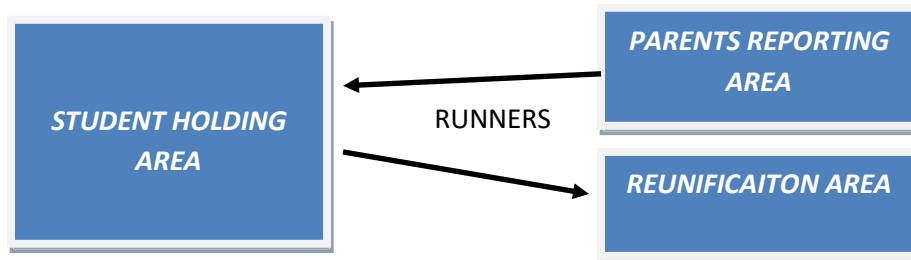 STUDENT HOLDING
AREA
RUNNERS
PARENTS REPORTING
AREA
REUNIFICAITON AREA